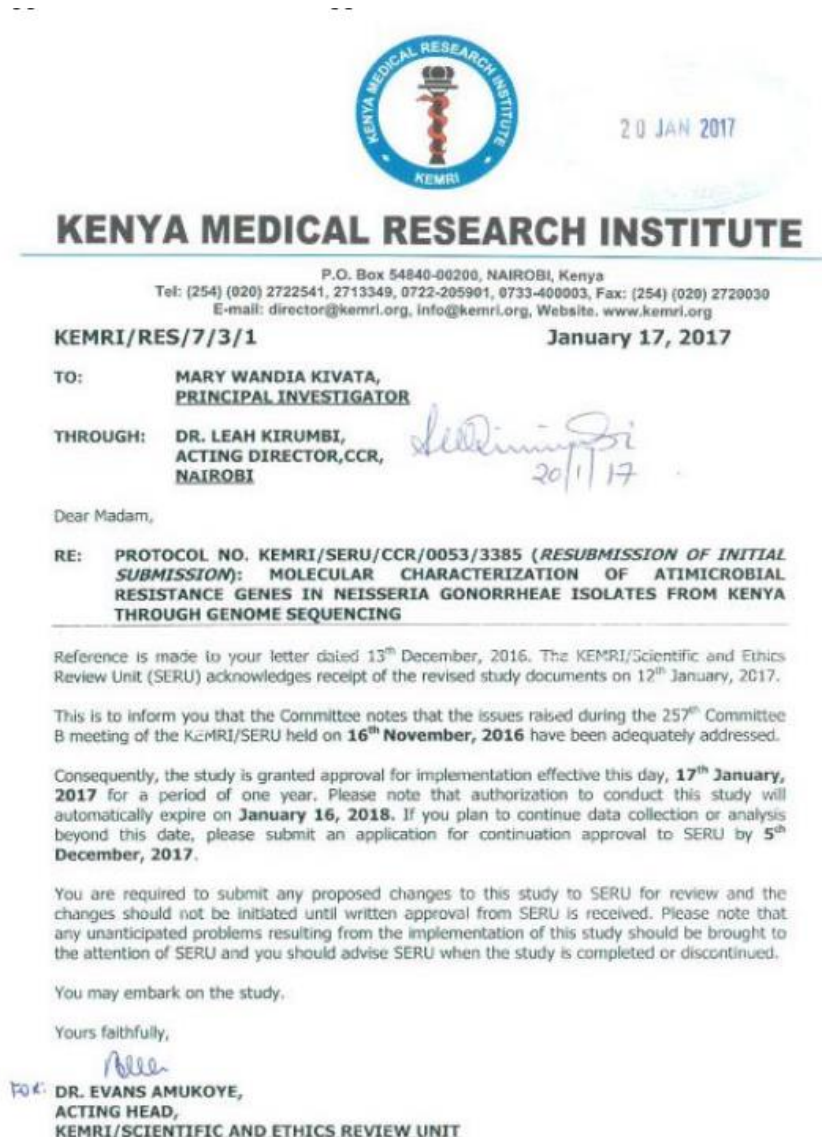 KENYA MEDICAL RESEARCH INSTITUTE
KEMRI
20 JAN 2017
KENYA MEDICAL RESEARCH INSTITUTE
P.O. Box 54840-00200, NAIROBI, Kenya
Tel: (254) (020) 2722541, 2713349, 0722-205901, 0733-400003, Fax: (254) (020) 2720030
E-mail: director@kemri.org, info@kemri.org, Website. www.kemri.org
KEMRI/RES/7/3/1 January 17, 2017
TO: MARY WANDIA KIVATA,
PRINCIPAL INVESTIGATOR
THROUGH: DR. LEAH KIRUMBI,
ACTING DIRECTOR,CCR,
NAIROBI
20/1/17
Dear Madam,
RE: PROTOCOL NO. KEMRI/SERU/CCR/0053/3385 (RESUBMISSION OF INITIAL
SUBMISSION): MOLECULAR CHARACTERIZATION OF ATIMICROBIAL
RESISTANCE GENES IN NEISSERIA GONORRHEAE ISOLATES FROM KENYA
THROUGH GENOME SEQUENCING
Reference is made to your letter dated 13th December, 2016. The KEMRI/Scientific and Ethics
Review Unit (SERU) acknowledges receipt of the revised study documents on 12th January, 2017.
This is to inform you that the Committee notes that the issues raised during the 257th Committee
B meeting of the KEMRI/SERU held on 16th November, 2016 have been adequately addressed.
Consequently, the study is granted approval for implementation effective this day, 17th January,
2017 for a period of one year. Please note that authorization to conduct this study will
automatically expire on January 16, 2018. If you plan to continue data collection or analysis
beyond this date, please submit an application for continuation approval to SERU by 5th
December, 2017.
You are required to submit any proposed changes to this study to SERU for review and the
changes should not be initiated until written approval from SERU is received. Please note that
any unanticipated problems resulting from the implementation of this study should be brought to
the attention of SERU and you should advise SERU when the study is completed or discontinued.
You may embark on the study.
Yours faithfully,
FOR: DR. EVANS AMUKOYE,
ACTING HEAD,
KEMRI/SCIENTIFIC AND ETHICS REVIEW UNIT